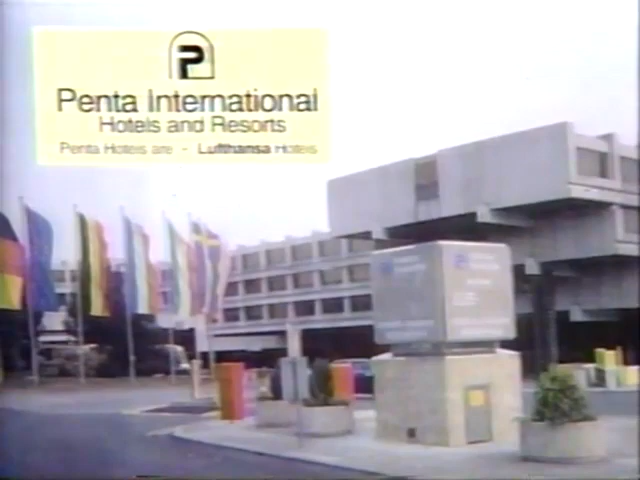 P
Penta International
Hotels and Resorts
Penta Hotels are - Lufthansa Hotels